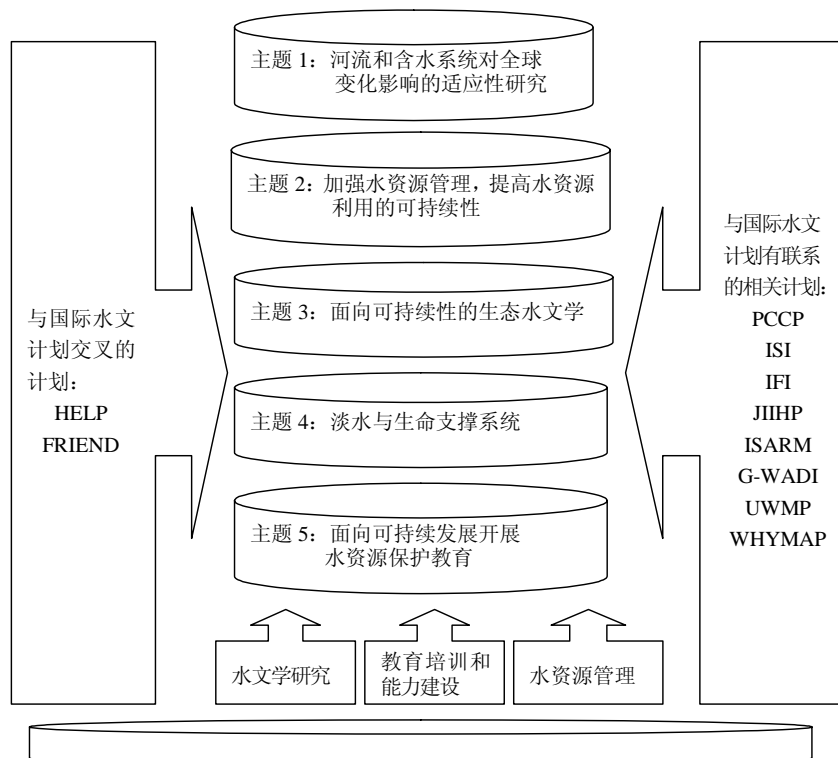 主题 1：河流和含水系统对全球
变化影响的适应性研究
主题 2：加强水资源管理，提高水资源
利用的可持续性
主题 3：面向可持续性的生态水文学
主题 4：淡水与生命支撑系统
主题 5：面向可持续发展开展
水资源保护教育
与国际水文
计划交叉的
计划：
HELP
FRIEND
与国际水文
计划有联系
的相关计划：
PCCP
ISI
IFI
JIIHP
ISARM
G-WADI
UWMP
WHYMAP
水文学研究
教育培训和
能力建设
水资源管理